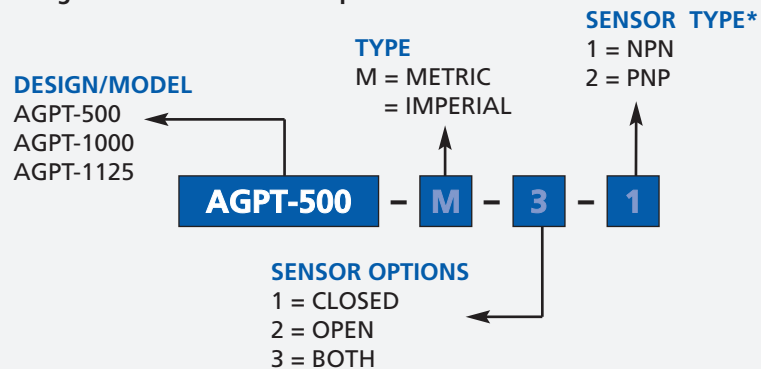 SENSOR TYPE*
1 = NPN
2 = PNP
TYPE
M = METRIC
= IMPERIAL
DESIGN/MODEL
AGPT-500
AGPT-1000
AGPT-1125
AGPT-500 - M - 3 - 1
SENSOR OPTIONS
1 = CLOSED
2 = OPEN
3 = BOTH